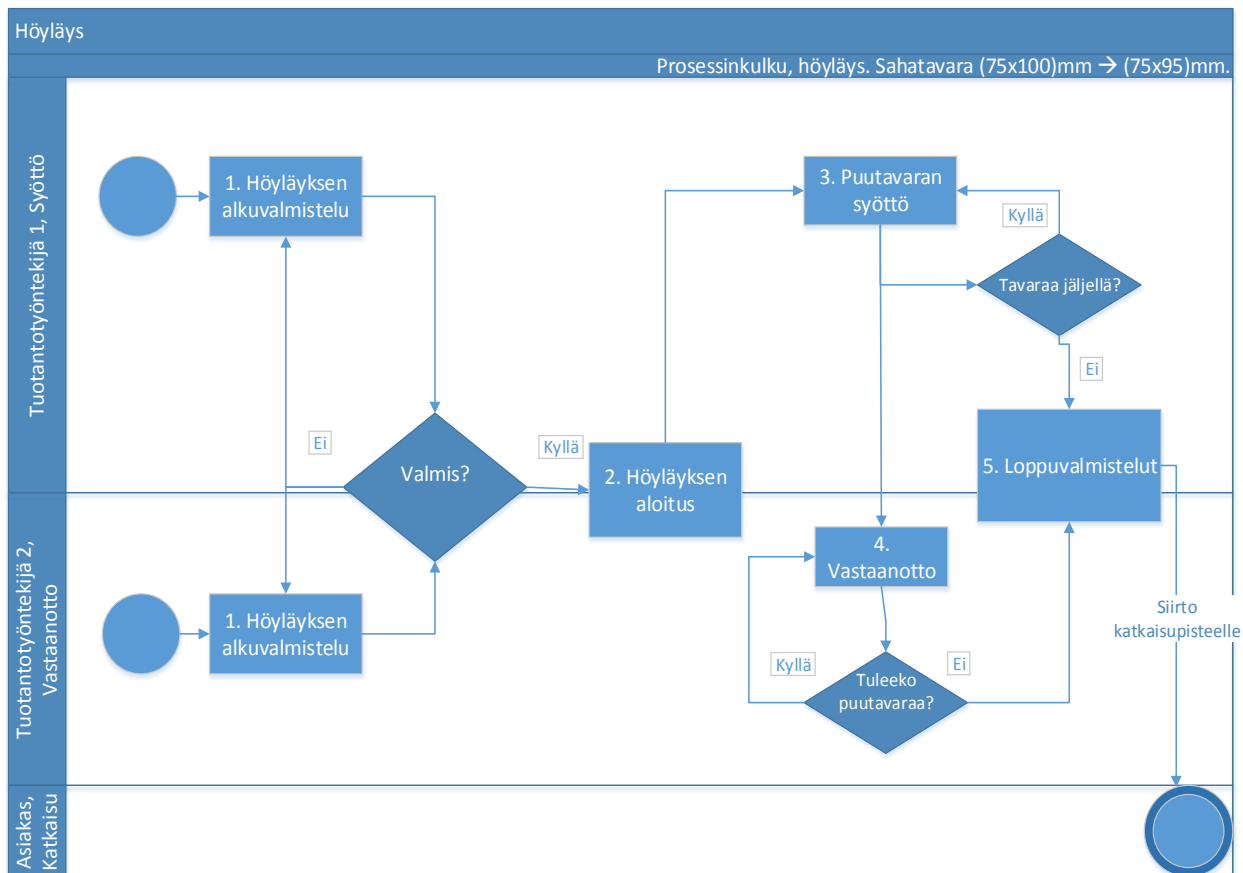 Höyläys
Prosessinkulku, höyläys. Sahatavara (75x100)mm → (75x95)mm.
Tuotantotyöntekijä 1, Syöttö
1. Höyläyksen
alkuvalmistelu
3. Puutavaran
syöttö
Kyllä
Tavaraa jäljellä?
Ei
Ei
Valmis?
Kyllä
2. Höyläyksen
aloitus
5. Loppuvalmistelut
Tuotantotyöntekijä 2,
Vastaanotto
1. Höyläyksen
alkuvalmistelu
4.
Vastaanotto
Kyllä
Tuleeko
puutavaraa?
Ei
Siirto
katkaisupisteelle
Asiakas,
Katkaisu